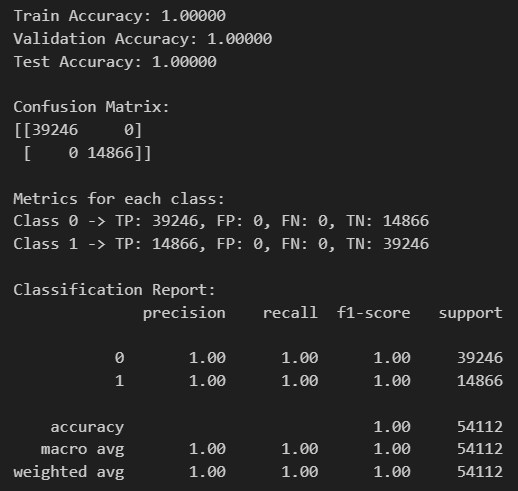 Train Accuracy: 1.00000
Validation Accuracy: 1.00000
Test Accuracy: 1.00000

Confusion Matrix:
[[39246     0]
 [    0 14866]]

Metrics for each class:
Class 0 -> TP: 39246, FP: 0, FN: 0, TN: 14866
Class 1 -> TP: 14866, FP: 0, FN: 0, TN: 39246

Classification Report:
              precision    recall  f1-score   support

           0       1.00      1.00      1.00     39246
           1       1.00      1.00      1.00     14866

    accuracy                           1.00     54112
   macro avg       1.00      1.00      1.00     54112
weighted avg       1.00      1.00      1.00     54112